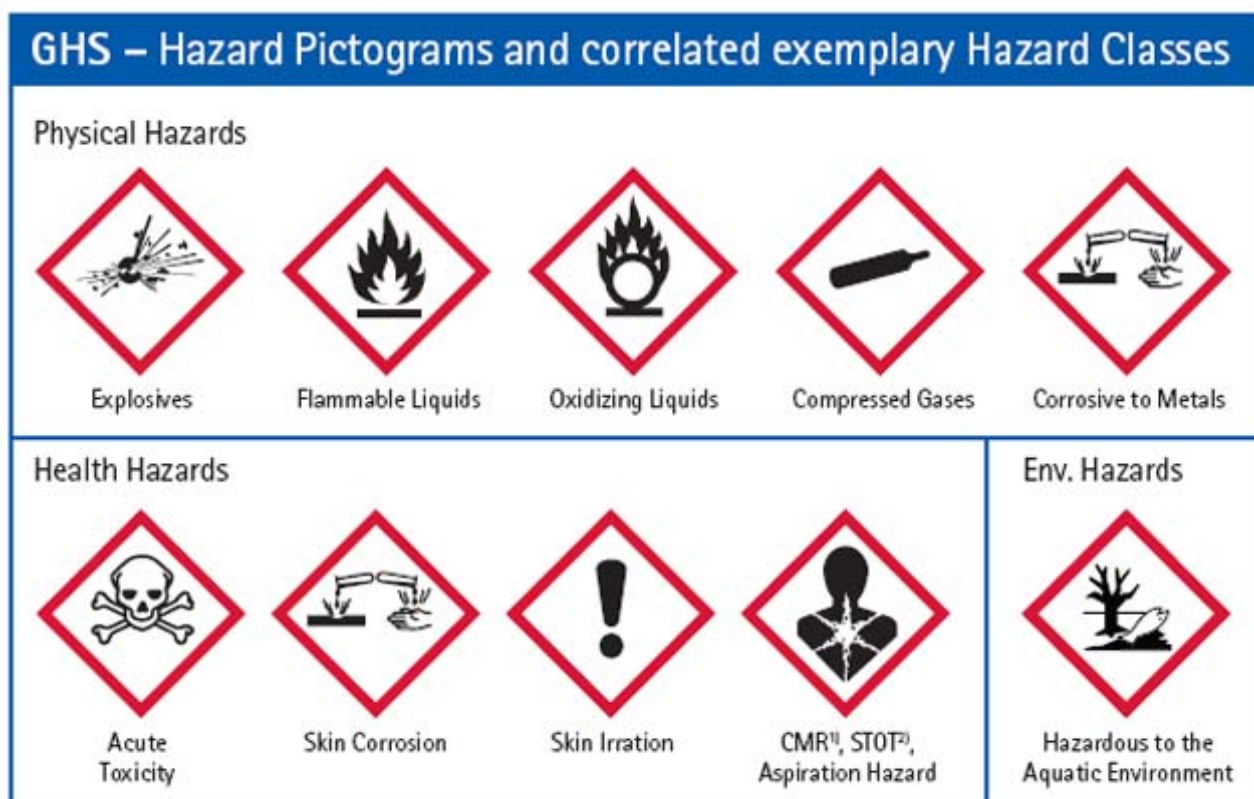 GHS – Hazard Pictograms and correlated exemplary Hazard Classes
Physical Hazards
Explosives
Flammable Liquids
Oxidizing Liquids
Compressed Gases
Corrosive to Metals
Health Hazards
Acute
Toxicity
Skin Corrosion
Skin Irration
CMR¹⁾, STOT²⁾,
Aspiration Hazard
Env. Hazards
Hazardous to the
Aquatic Environment